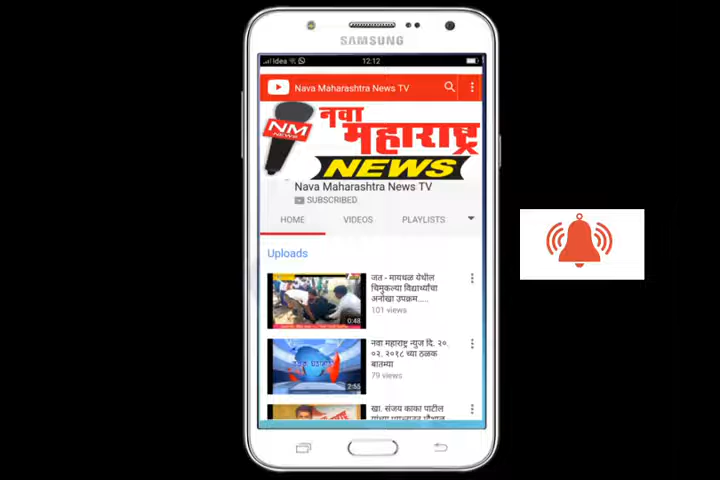 SAMSUNG
Idea
12.12
Nava Maharashtra News TV
NM
NEWS
नवा
महाराष्ट्र
NEWS
Nava Maharashtra News TV
SUBSCRIBED
HOME VIDEOS PLAYLISTS
Uploads
जत - मायथळ येथील
चिमुकल्या विद्यार्थ्यांचा
अनोखा उपक्रम.....
101 views
0:48
नवा महाराष्ट्र न्युज दि. २०.
०२. २०१८ च्या ठळक
बातम्या
79 views
2:55
खा. संजय काका पाटील